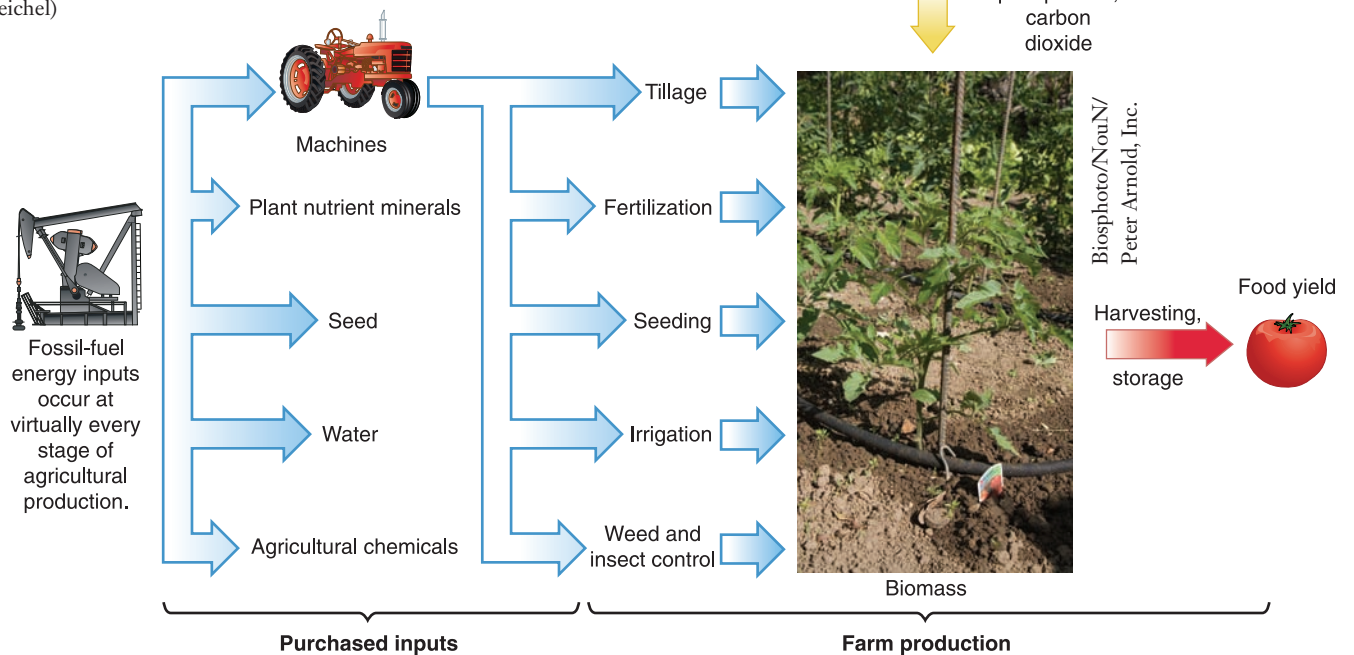 eichel)
carbon
dioxide
Machines
Plant nutrient minerals
Seed
Water
Agricultural chemicals
Fossil-fuel
energy inputs
occur at
virtually every
stage of
agricultural
production.
Tillage
Fertilization
Seeding
Irrigation
Weed and
insect control
Biomass
Biosphoto/NouN/
Peter Arnold, Inc.
Harvesting,
storage
Food yield
Purchased inputs
Farm production